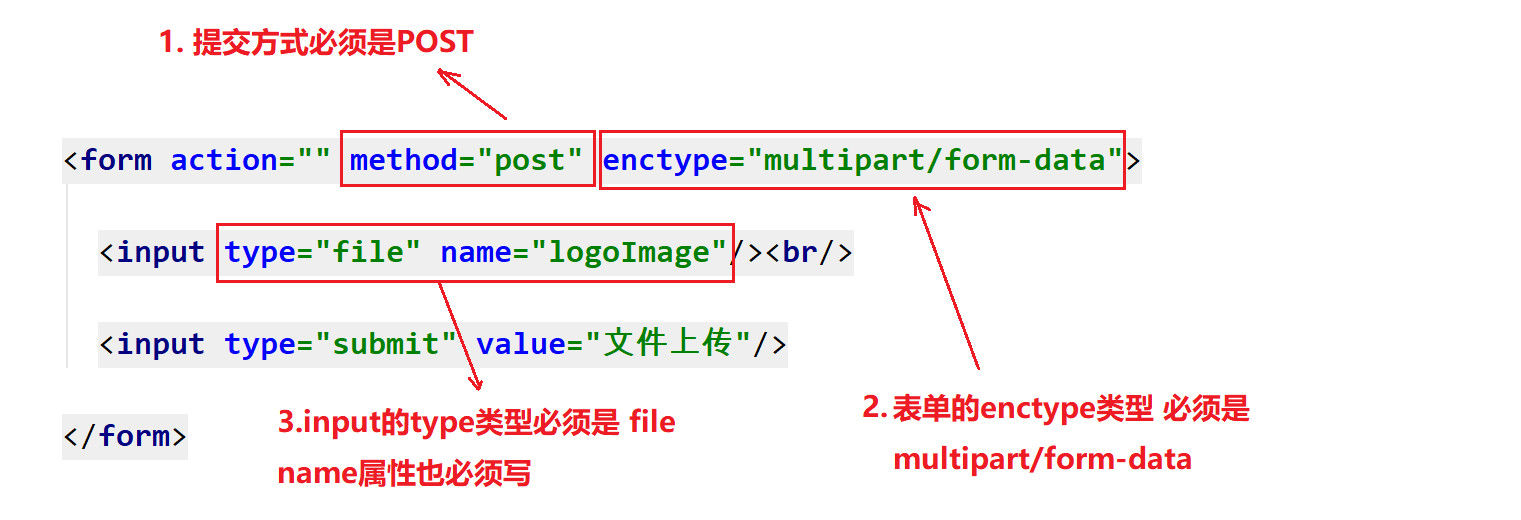 1. 提交方式必须是POST
<form action="" method="post" enctype="multipart/form-data">
<input type="file" name="logoImage"/><br/>
<input type="submit" value="文件上传"/>
</form>
3.input的type类型必须是 file
name属性也必须写
2. 表单的enctype类型 必须是
multipart/form-data